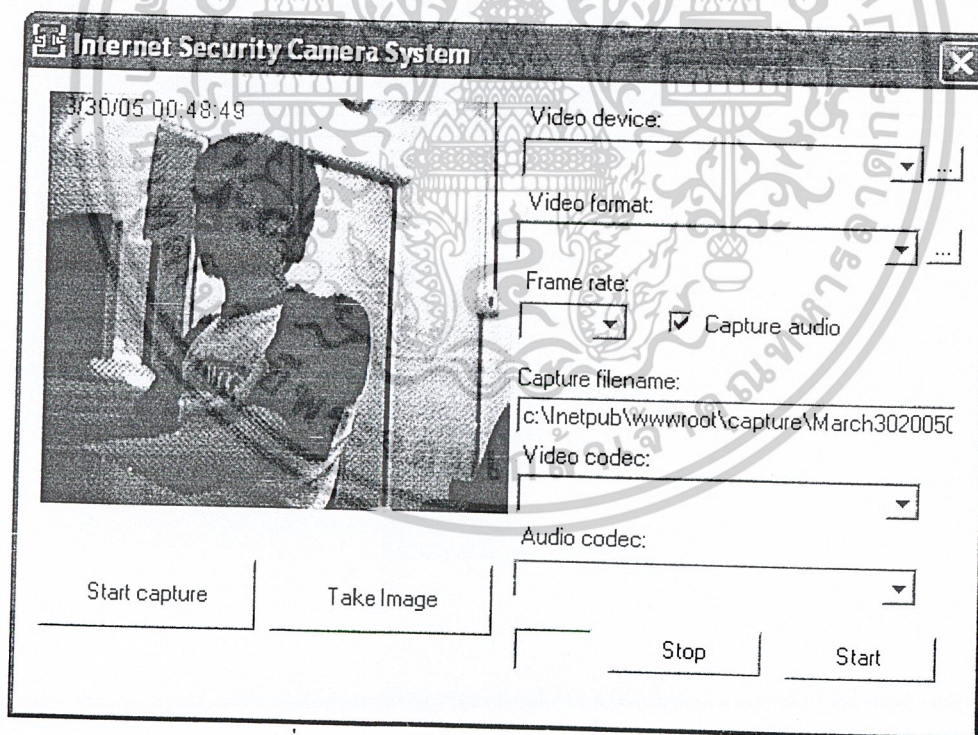 Internet Security Camera System
3/30/05 00:48:49
Video device:
...
Video format:
...
Frame rate:
Capture audio
Capture filename:
c:\Inetpub\wwwroot\capture\March3020050
Video codec:
Audio codec:
Start capture
Take Image
Stop
Start